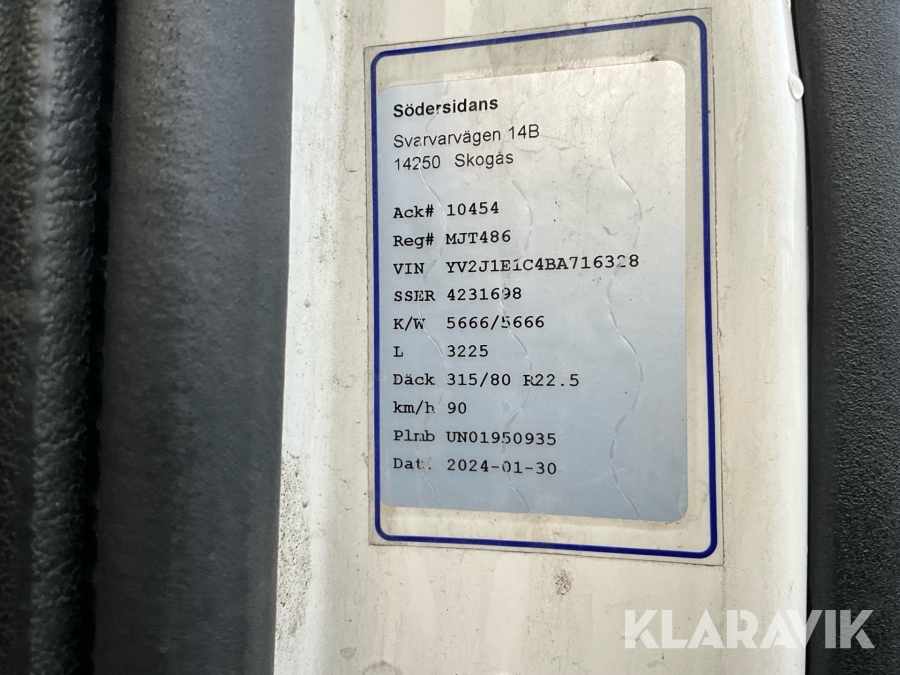 Södersidans
Svarvarvägen 14B
14250 Skogås
Ack# 10454
Reg# MJT486
VIN YV2J1E1C4BA716328
SSER 4231698
K/W 5666/5666
L 3225
Däck 315/80 R22.5
km/h 90
Plmb UN01950935
Dat. 2024-01-30
KLARAVIK